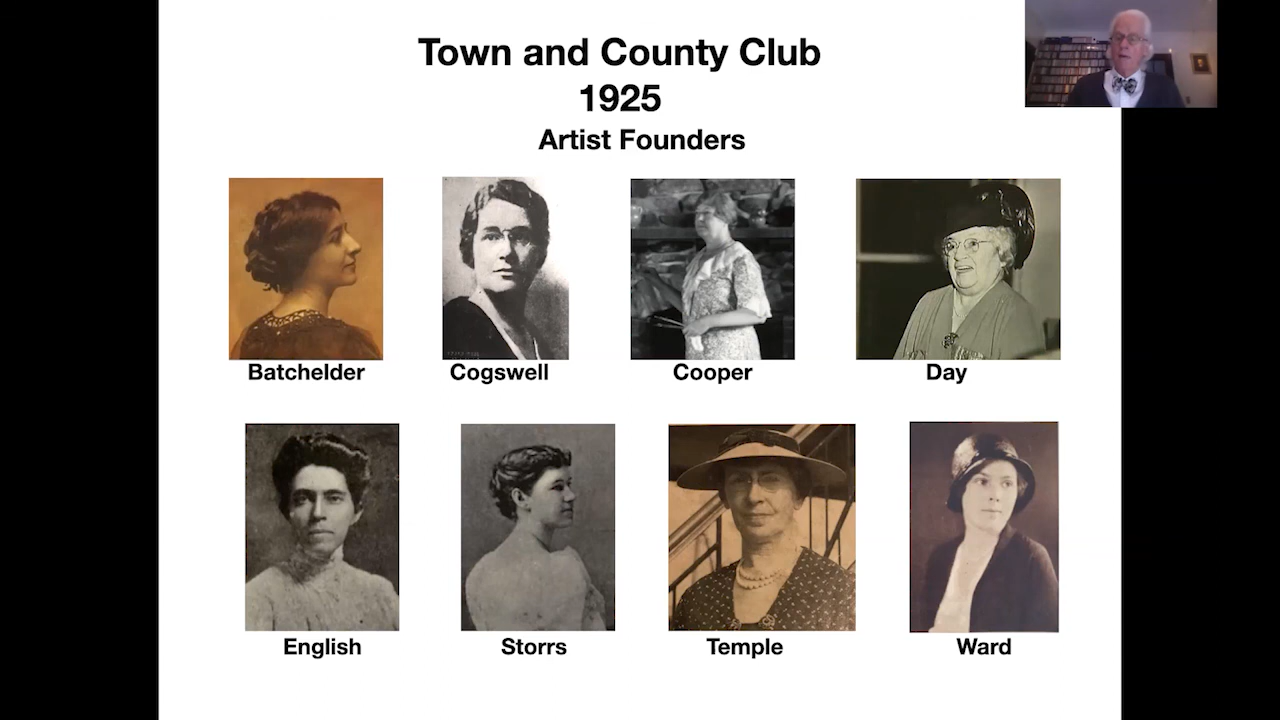 Town and County Club
1925
Artist Founders
Batchelder
Cogswell
Cooper
Day
English
Storrs
Temple
Ward